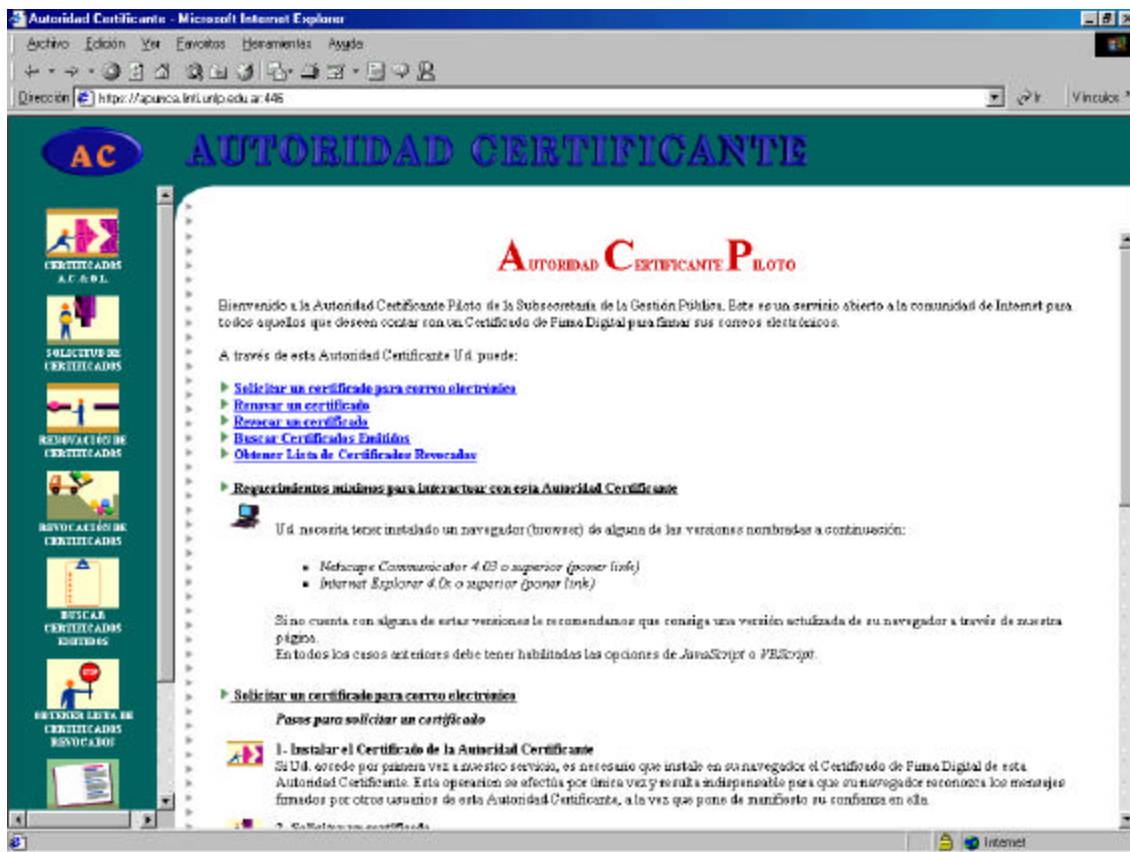 Autoridad Certificante - Microsoft Internet Explorer
Archivo Edición Ver Favoritos Herramientas Ayuda
Dirección https://apunca.linti.unlp.edu.ar:446 Ir Vínculos
AC AUTORIDAD CERTIFICANTE
CERTIFICADOS
A.C. & O.L.
SOLICITUD DE
CERTIFICADOS
RENOVACIÓN DE
CERTIFICADOS
REVOCACIÓN DE
CERTIFICADOS
BUSCAR
CERTIFICADOS
EMITIDOS
STOP
OBTENER LISTA DE
CERTIFICADOS
REVOCADOS
AUTORIDAD CERTIFICANTE PILOTO
Bienvenido a la Autoridad Certificante Piloto de la Subsecretaría de la Gestión Pública. Este es un servicio abierto a la comunidad de Internet para
todos aquellos que deseen contar con un Certificado de Firma Digital para firmar sus correos electrónicos.
A través de esta Autoridad Certificante Ud. puede:
Solicitar un certificado para correo electrónico
Renovar un certificado
Revocar un certificado
Buscar Certificados Emitidos
Obtener Lista de Certificados Revocados
Requerimientos mínimos para interactuar con esta Autoridad Certificante
Ud. necesita tener instalado un navegador (browser) de alguna de las versiones nombradas a continuación:
Netscape Communicator 4.03 o superior (poner link)
Internet Explorer 4.0x o superior (poner link)
Si no cuenta con alguna de estas versiones le recomendamos que consiga una versión actulizada de su navegador a través de nuestra
página.
En todos los casos anteriores debe tener habilitadas las opciones de JavaScript o VBScript.
Solicitar un certificado para correo electrónico
Pasos para solicitar un certificado
1- Instalar el Certificado de la Autoridad Certificante
Si Ud. accede por primera vez a nuestro servicio, es necesario que instale en su navegador el Certificado de Firma Digital de esta
Autoridad Certificante. Esta operacion se efectúa por única vez y resulta indispensable para que su navegador reconozca los mensajes
firmados por otros usuarios de esta Autoridad Certificante, a la vez que pone de manifiesto su confianza en ella.
2- Solicitar un certificado
Internet